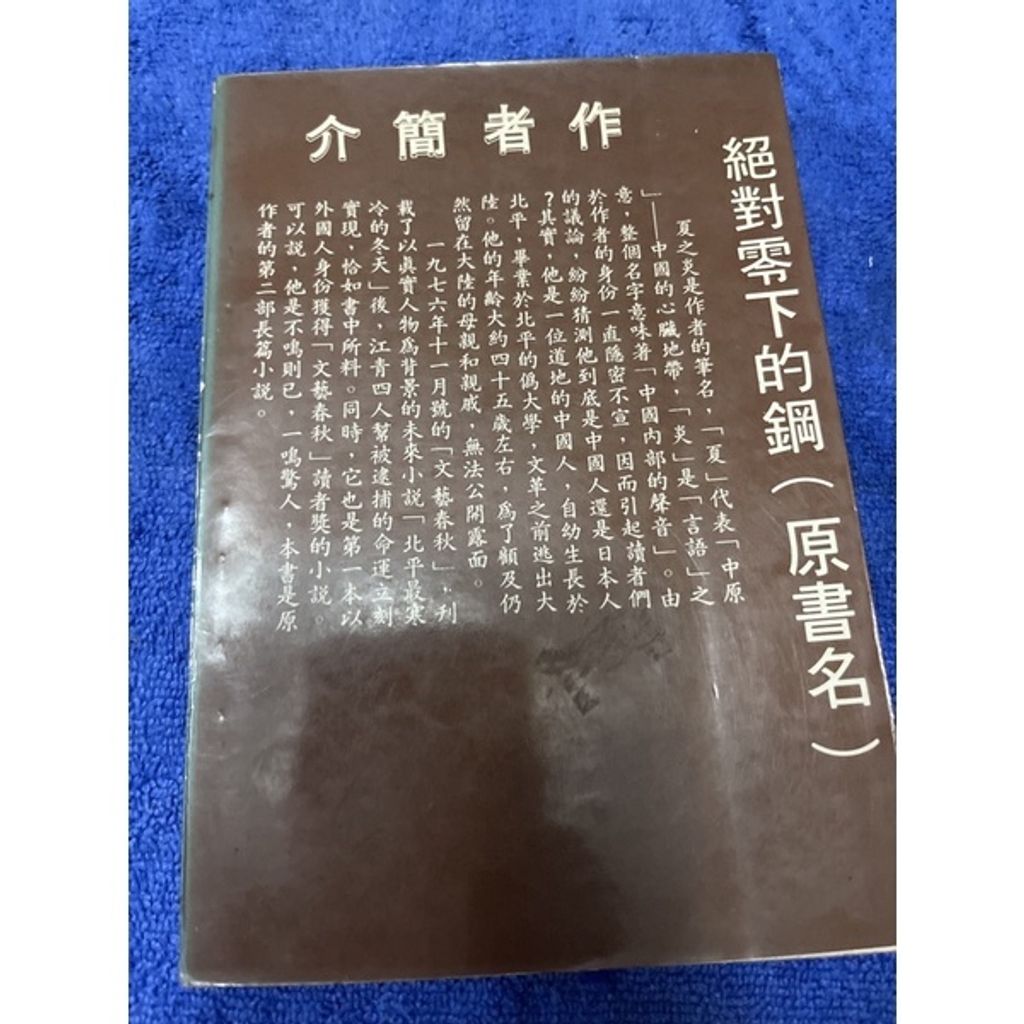 絕對零下的鋼（原書名）
作者簡介
夏之炎是作者的筆名，「夏」代表「中原
」——中國的心臟地帶，「炎」是「言語」之
意，整個名字意味著「中國內部的聲音」。由
於作者的身份一直隱密不宣，因而引起讀者們
的議論，紛紛猜測他到底是中國人還是日本人
？其實，他是一位道地的中國人，自幼生長於
北平，畢業於北平的僞大學，文革之前逃出大
陸。他的年齡大約四十五歲左右，爲了顧及仍
然留在大陸的母親和親戚，無法公開露面。
一九七六年十一月號的「文藝春秋」，刊
載了以眞實人物爲背景的未來小說「北平最寒
冷的冬天」後，江青四人幫被逮捕的命運立刻
實現，恰如書中所料。同時，它也是第一本以
外國人身份獲得「文藝春秋」讀者獎的小說。
可以說，他是不鳴則已，一鳴驚人，本書是原
作者的第二部長篇小說。